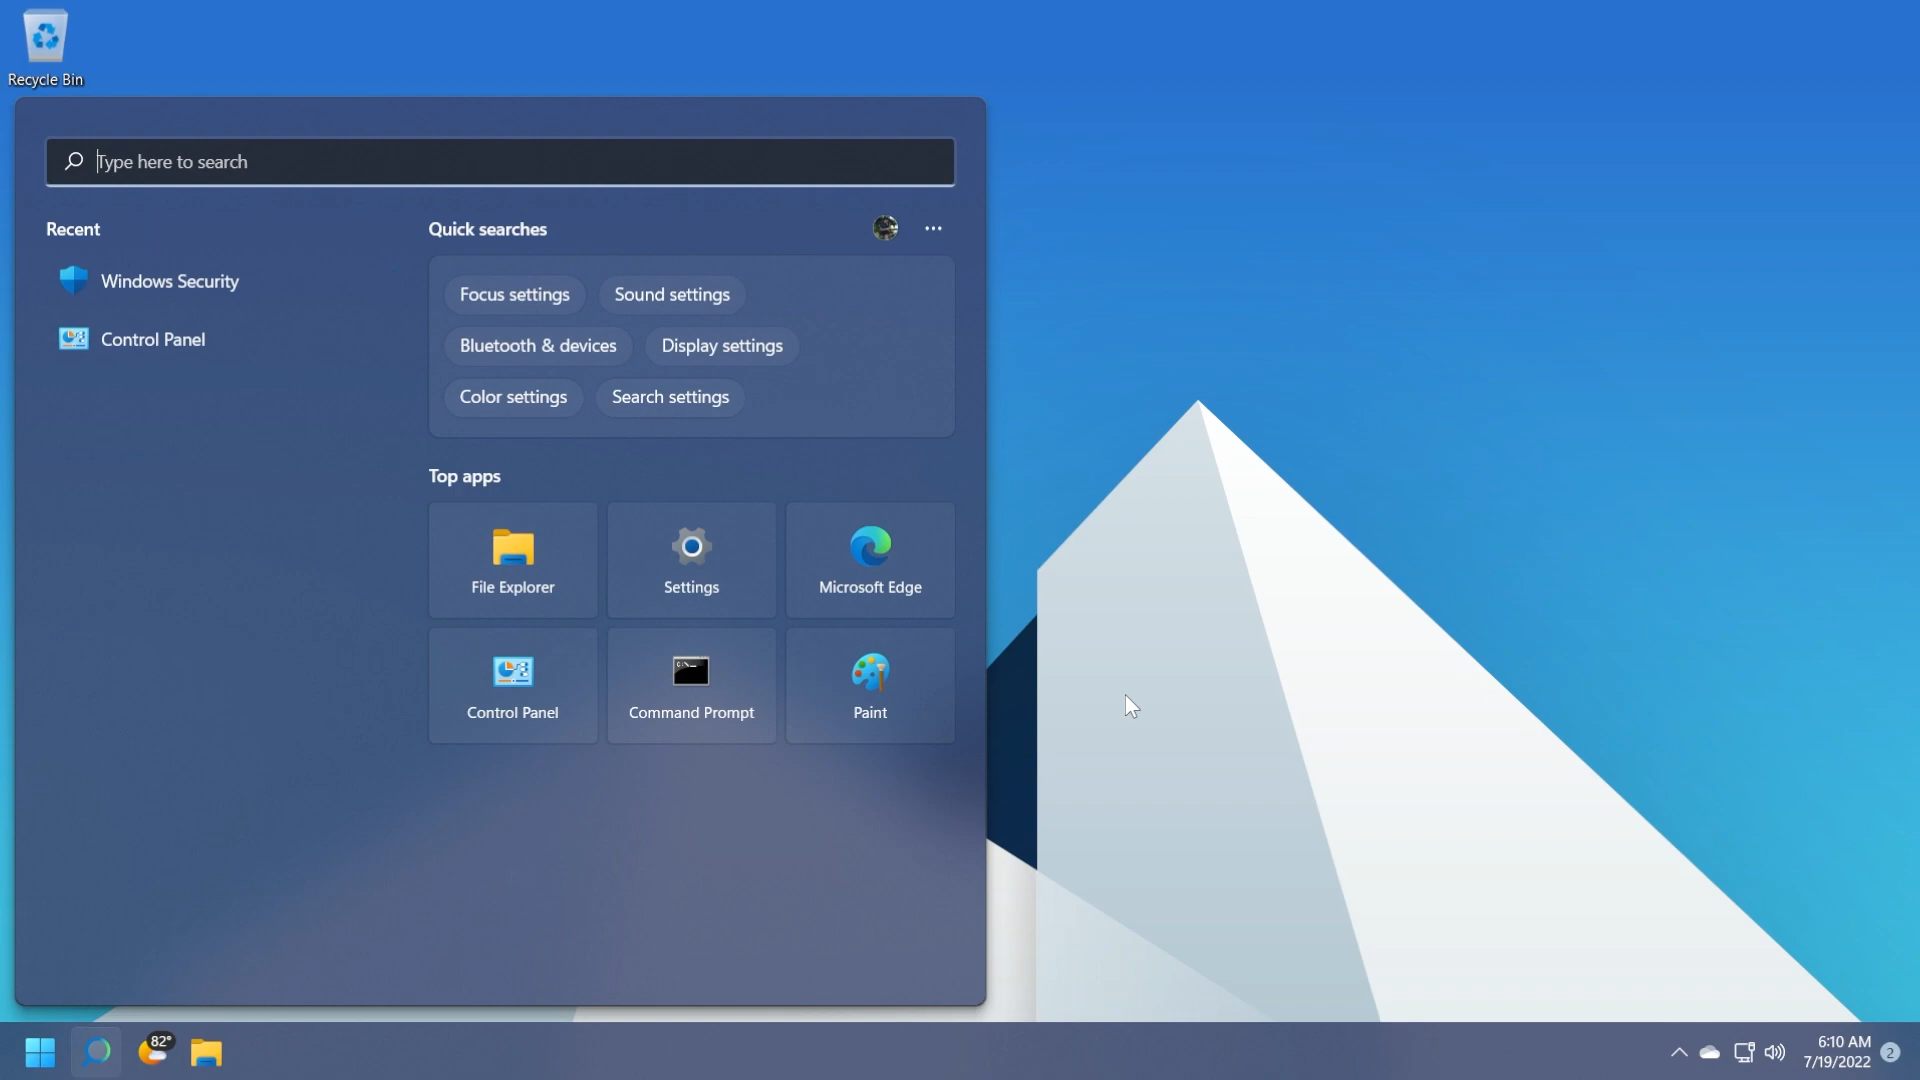 Recycle Bin
Type here to search
Recent
Windows Security
Control Panel
Quick searches
Focus settings
Sound settings
Bluetooth & devices
Display settings
Color settings
Search settings
Top apps
File Explorer
Settings
Microsoft Edge
Control Panel
Command Prompt
Paint
82°
6:10 AM
7/19/2022
2